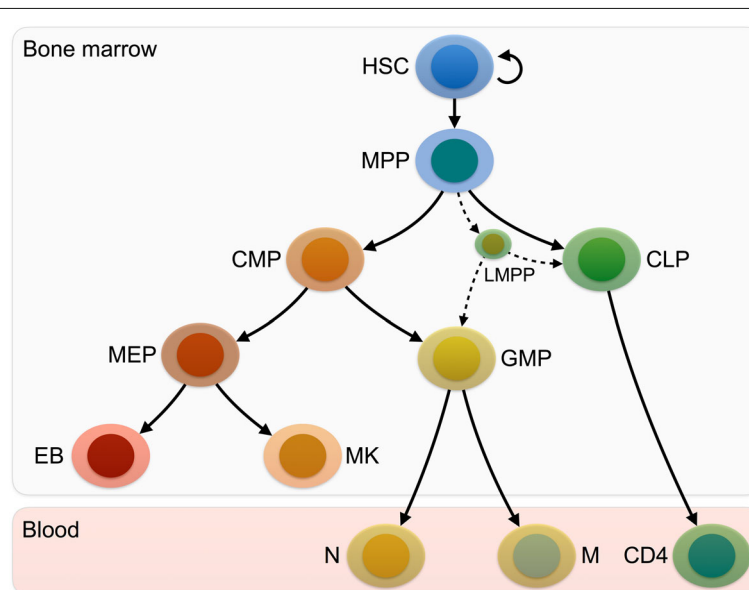 Bone marrow
HSC
MPP
CMP
LMPP
CLP
MEP
GMP
EB
MK
Blood
N
M
CD4